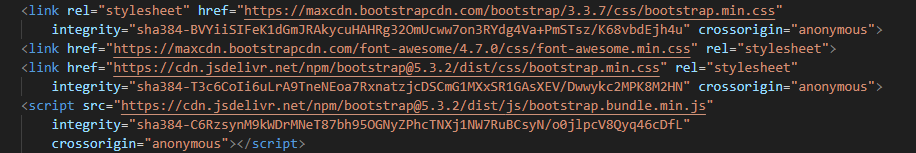 <link rel="stylesheet" href="https://maxcdn.bootstrapcdn.com/bootstrap/3.3.7/css/bootstrap.min.css"
integrity="sha384-BVYiiSIFeK1dGmJRAkycuHAHRg32OmUcww7on3RYdg4Va+PmSTsz/K68vbdEjh4u" crossorigin="anonymous">
<link href="https://maxcdn.bootstrapcdn.com/font-awesome/4.7.0/css/font-awesome.min.css" rel="stylesheet">
<link href="https://cdn.jsdelivr.net/npm/bootstrap@5.3.2/dist/css/bootstrap.min.css" rel="stylesheet"
integrity="sha384-T3c6CoIi6uLrA9TneNEoa7RxnatzjcDSCmG1MXxSR1GAsXEV/Dwwykc2MPK8M2HN" crossorigin="anonymous">
<script src="https://cdn.jsdelivr.net/npm/bootstrap@5.3.2/dist/js/bootstrap.bundle.min.js"
integrity="sha384-C6RzsynM9kWDrMNeT87bh95OGNyZPhcTNXj1NW7RuBCsyN/o0jlpcV8Qyq46cDfL"
crossorigin="anonymous"></script>